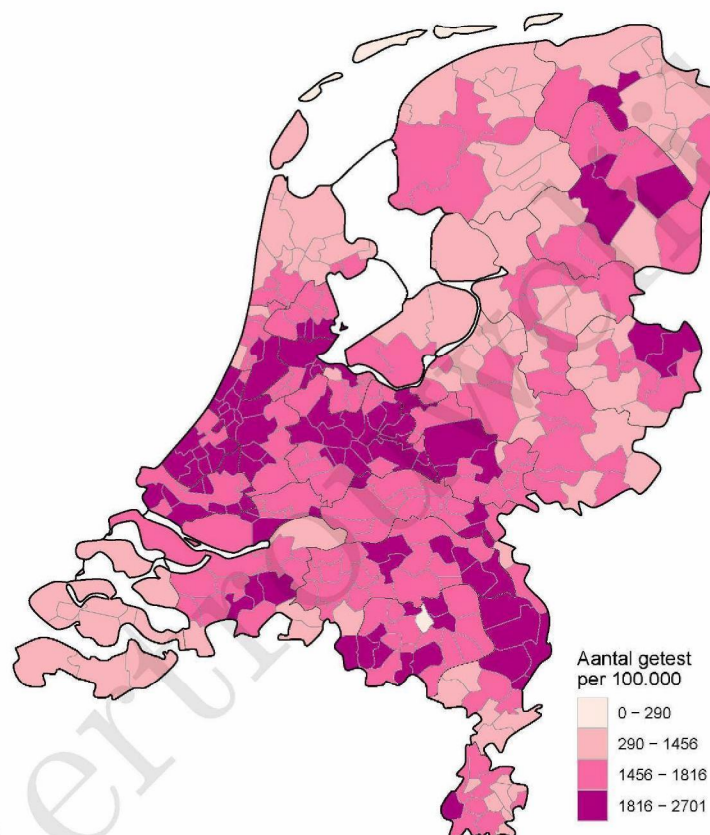 Aantal getest
per 100.000
0 – 290
290 – 1456
1456 – 1816
1816 – 2701